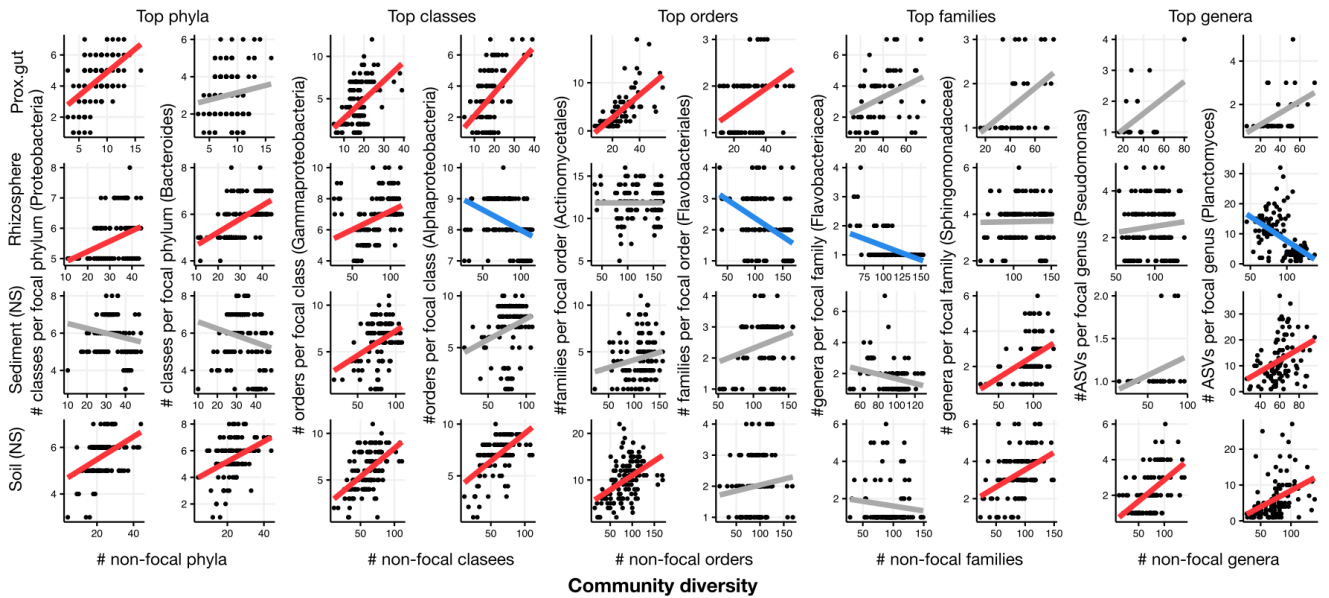 Top phyla
Top classes
Top orders
Top families
Top genera
Prox.gut
Rhizosphere
Sediment (NS)
Soil (NS)
# classes per focal phylum (Proteobacteria)
# classes per focal phylum (Bacteroides)
#orders per focal class (Gammaproteobacteria)
#orders per focal class (Alphaproteobacteria)
#families per focal order (Actinomycetales)
# families per focal order (Flavobacteriales)
#genera per focal family (Flavobacteriacea)
# genera per focal family (Sphingomonadaceae)
#ASVs per focal genus (Pseudomonas)
# ASVs per focal genus (Planctomyces)
# non-focal phyla
# non-focal clasees
# non-focal orders
# non-focal families
# non-focal genera
Community diversity